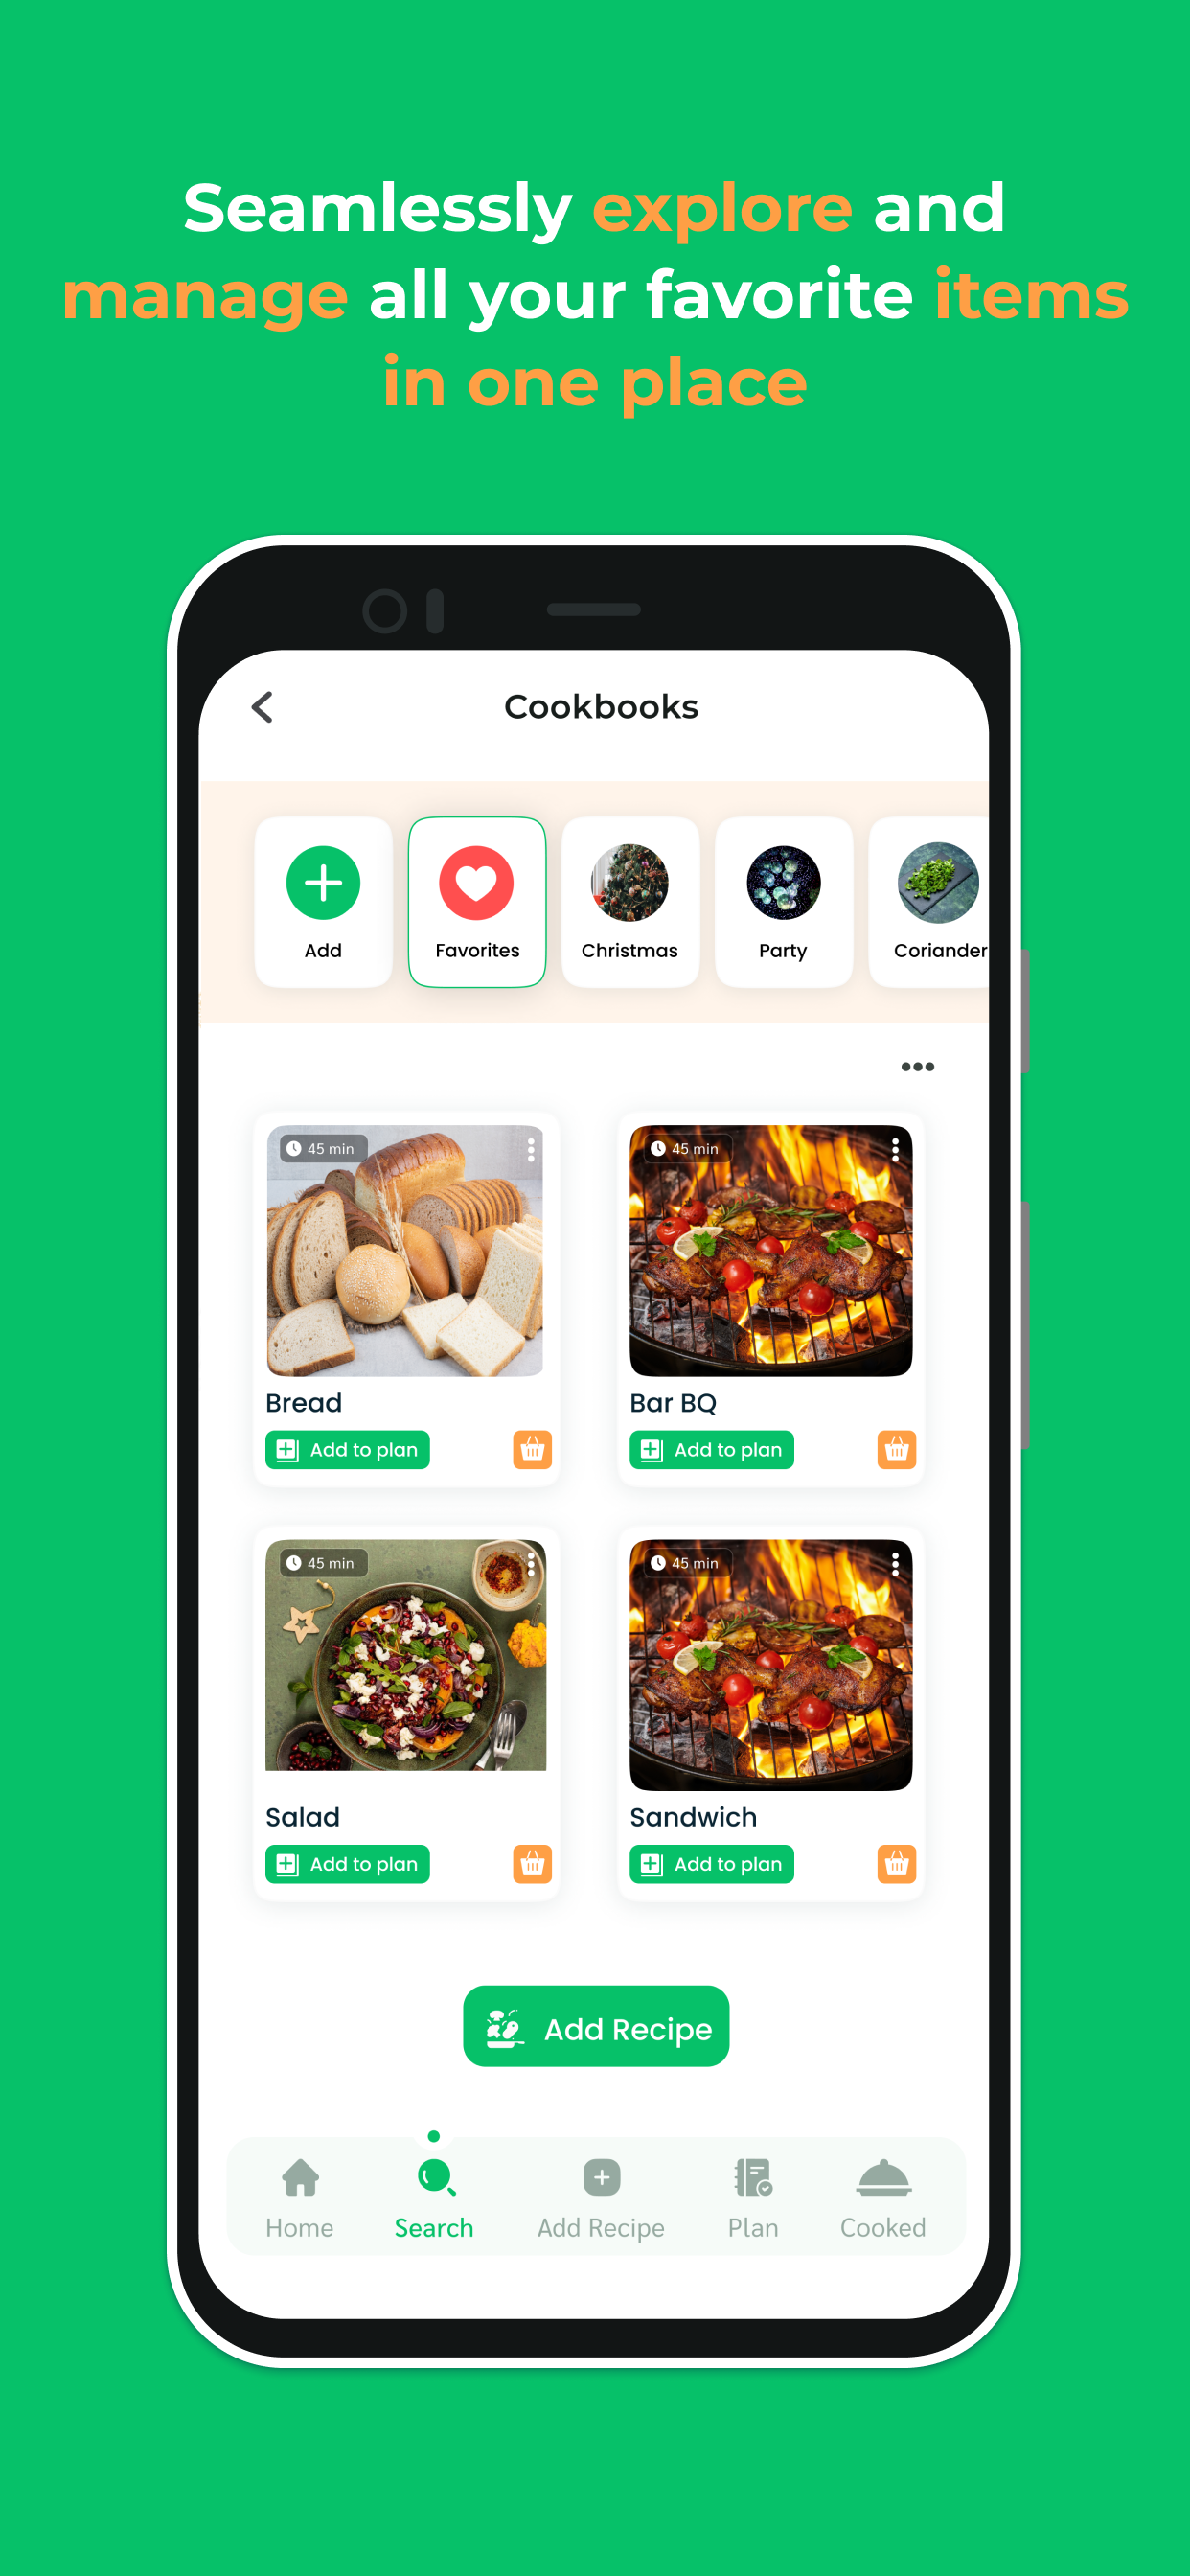 Seamlessly explore and
manage all your favorite items
in one place
Cookbooks
Add
Favorites
Christmas
Party
Coriander
45 min
45 min
Bread
Bar BQ
Add to plan
Add to plan
45 min
45 min
Salad
Sandwich
Add to plan
Add to plan
Add Recipe
Home
Search
Add Recipe
Plan
Cooked